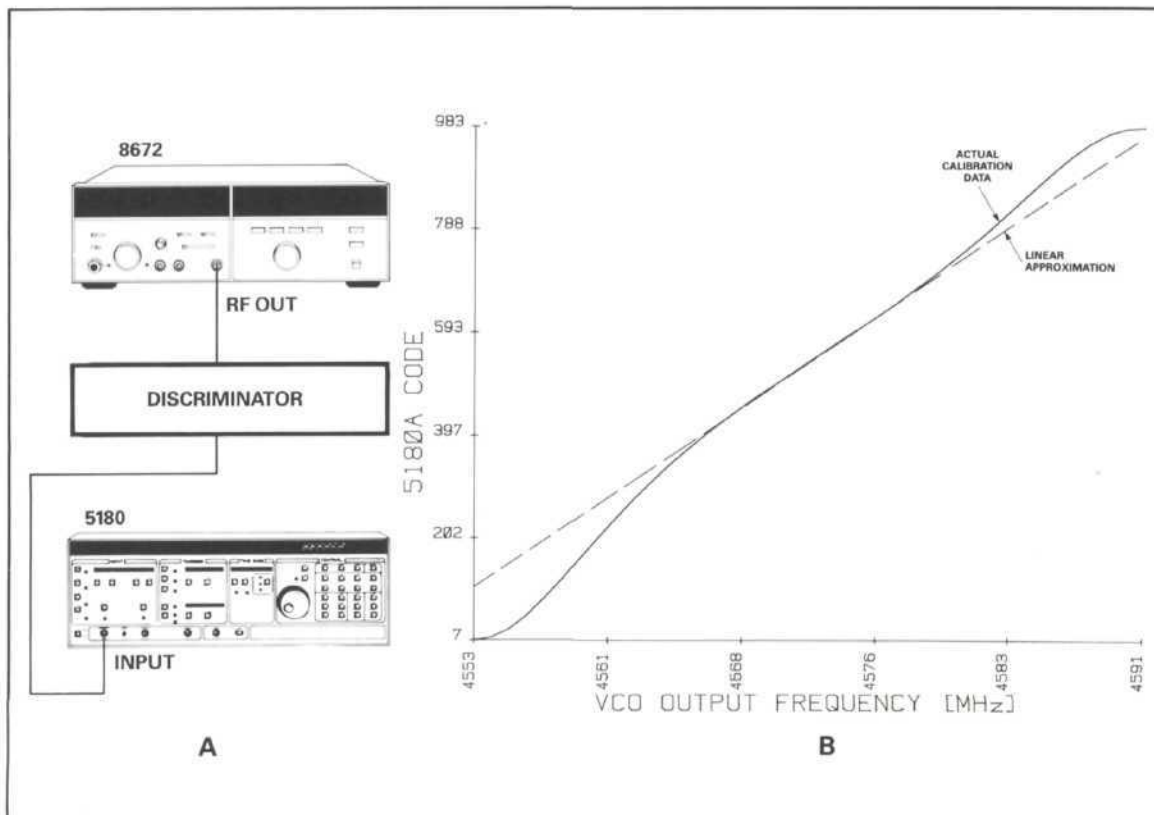 8672
RF OUT
DISCRIMINATOR
5180
INPUT
A
983
788
593
397
202
7
5180A CODE
ACTUAL
CALIBRATION
DATA
LINEAR
APPROXIMATION
4553
4561
4568
4576
4583
4591
VCO OUTPUT FREQUENCY [MHz]
B